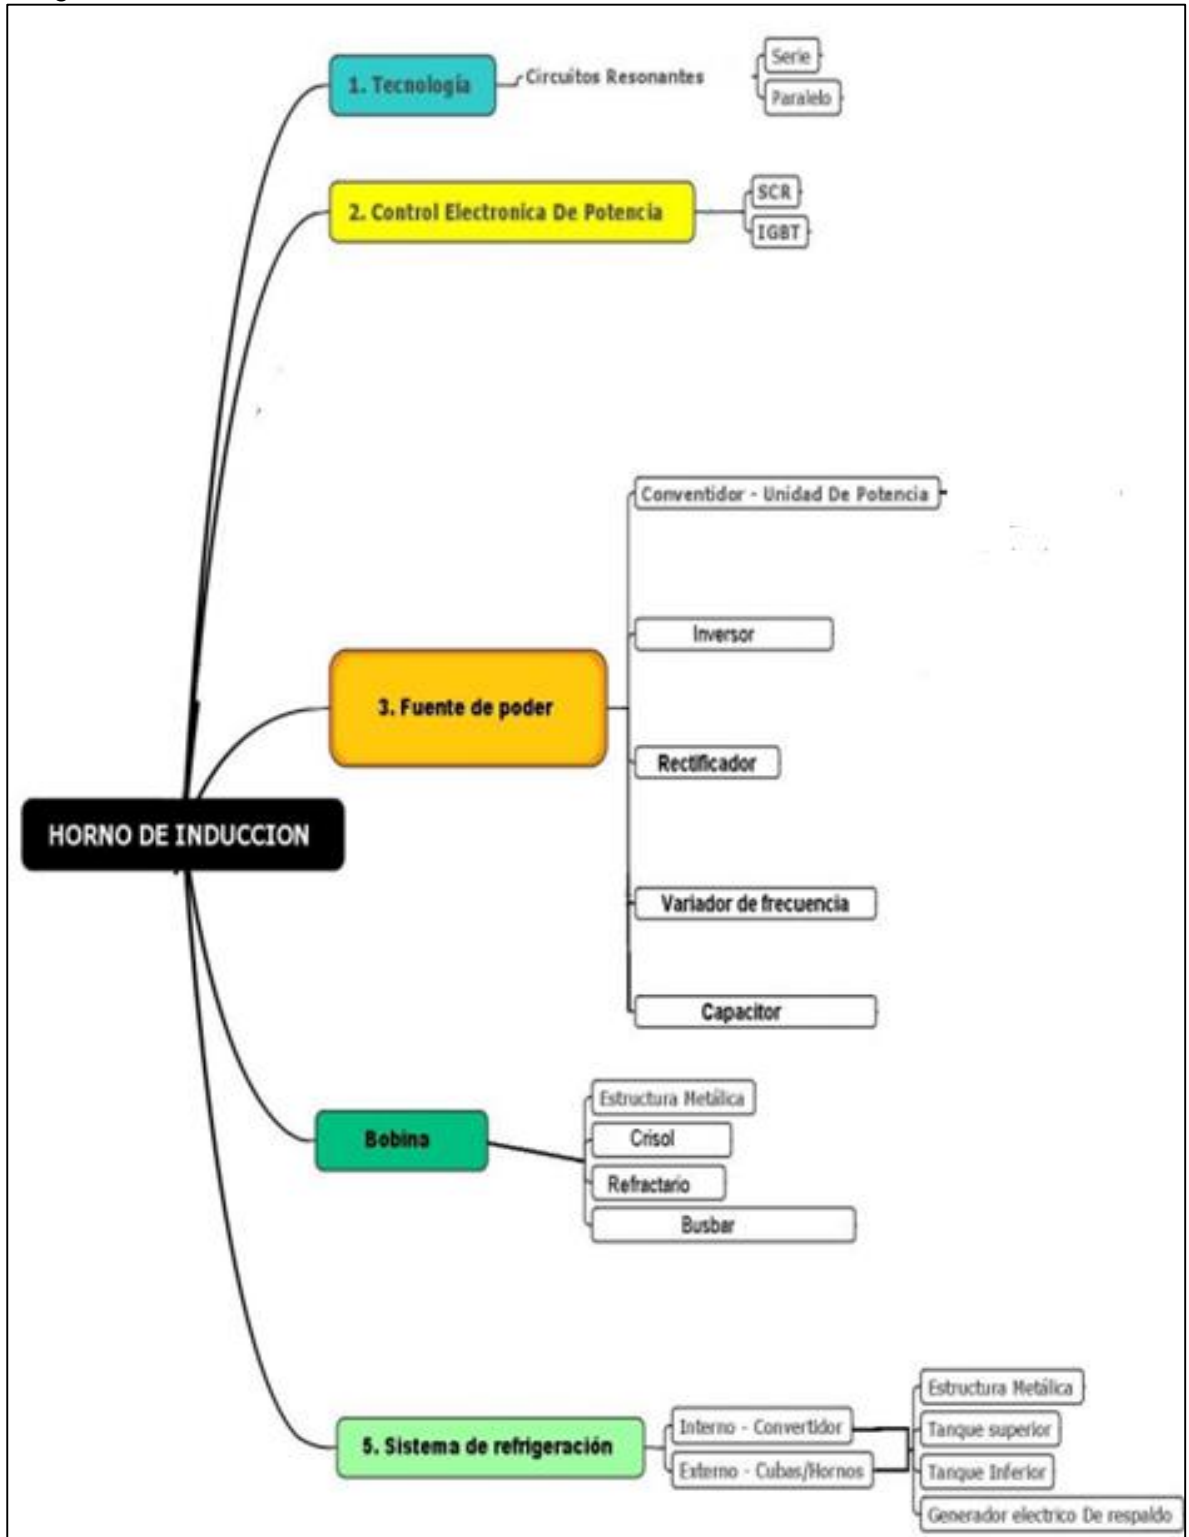 1. Tecnología
Circuitos Resonantes
Serie
Paralelo
2. Control Electronica De Potencia
SCR
IGBT
3. Fuente de poder
Conventidor - Unidad De Potencia
Inversor
Rectificador
Variador de frecuencia
Capacitor
HORNO DE INDUCCION
Bobina
Estructura Metálica
Crisol
Refractario
Busbar
5. Sistema de refrigeración
Interno - Convertidor
Externo - Cubas/Hornos
Estructura Metálica
Tanque superior
Tanque Inferior
Generador electrico De respaldo